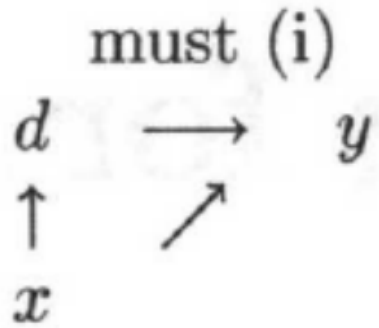 must (i)
d → y
↑ ↗
x